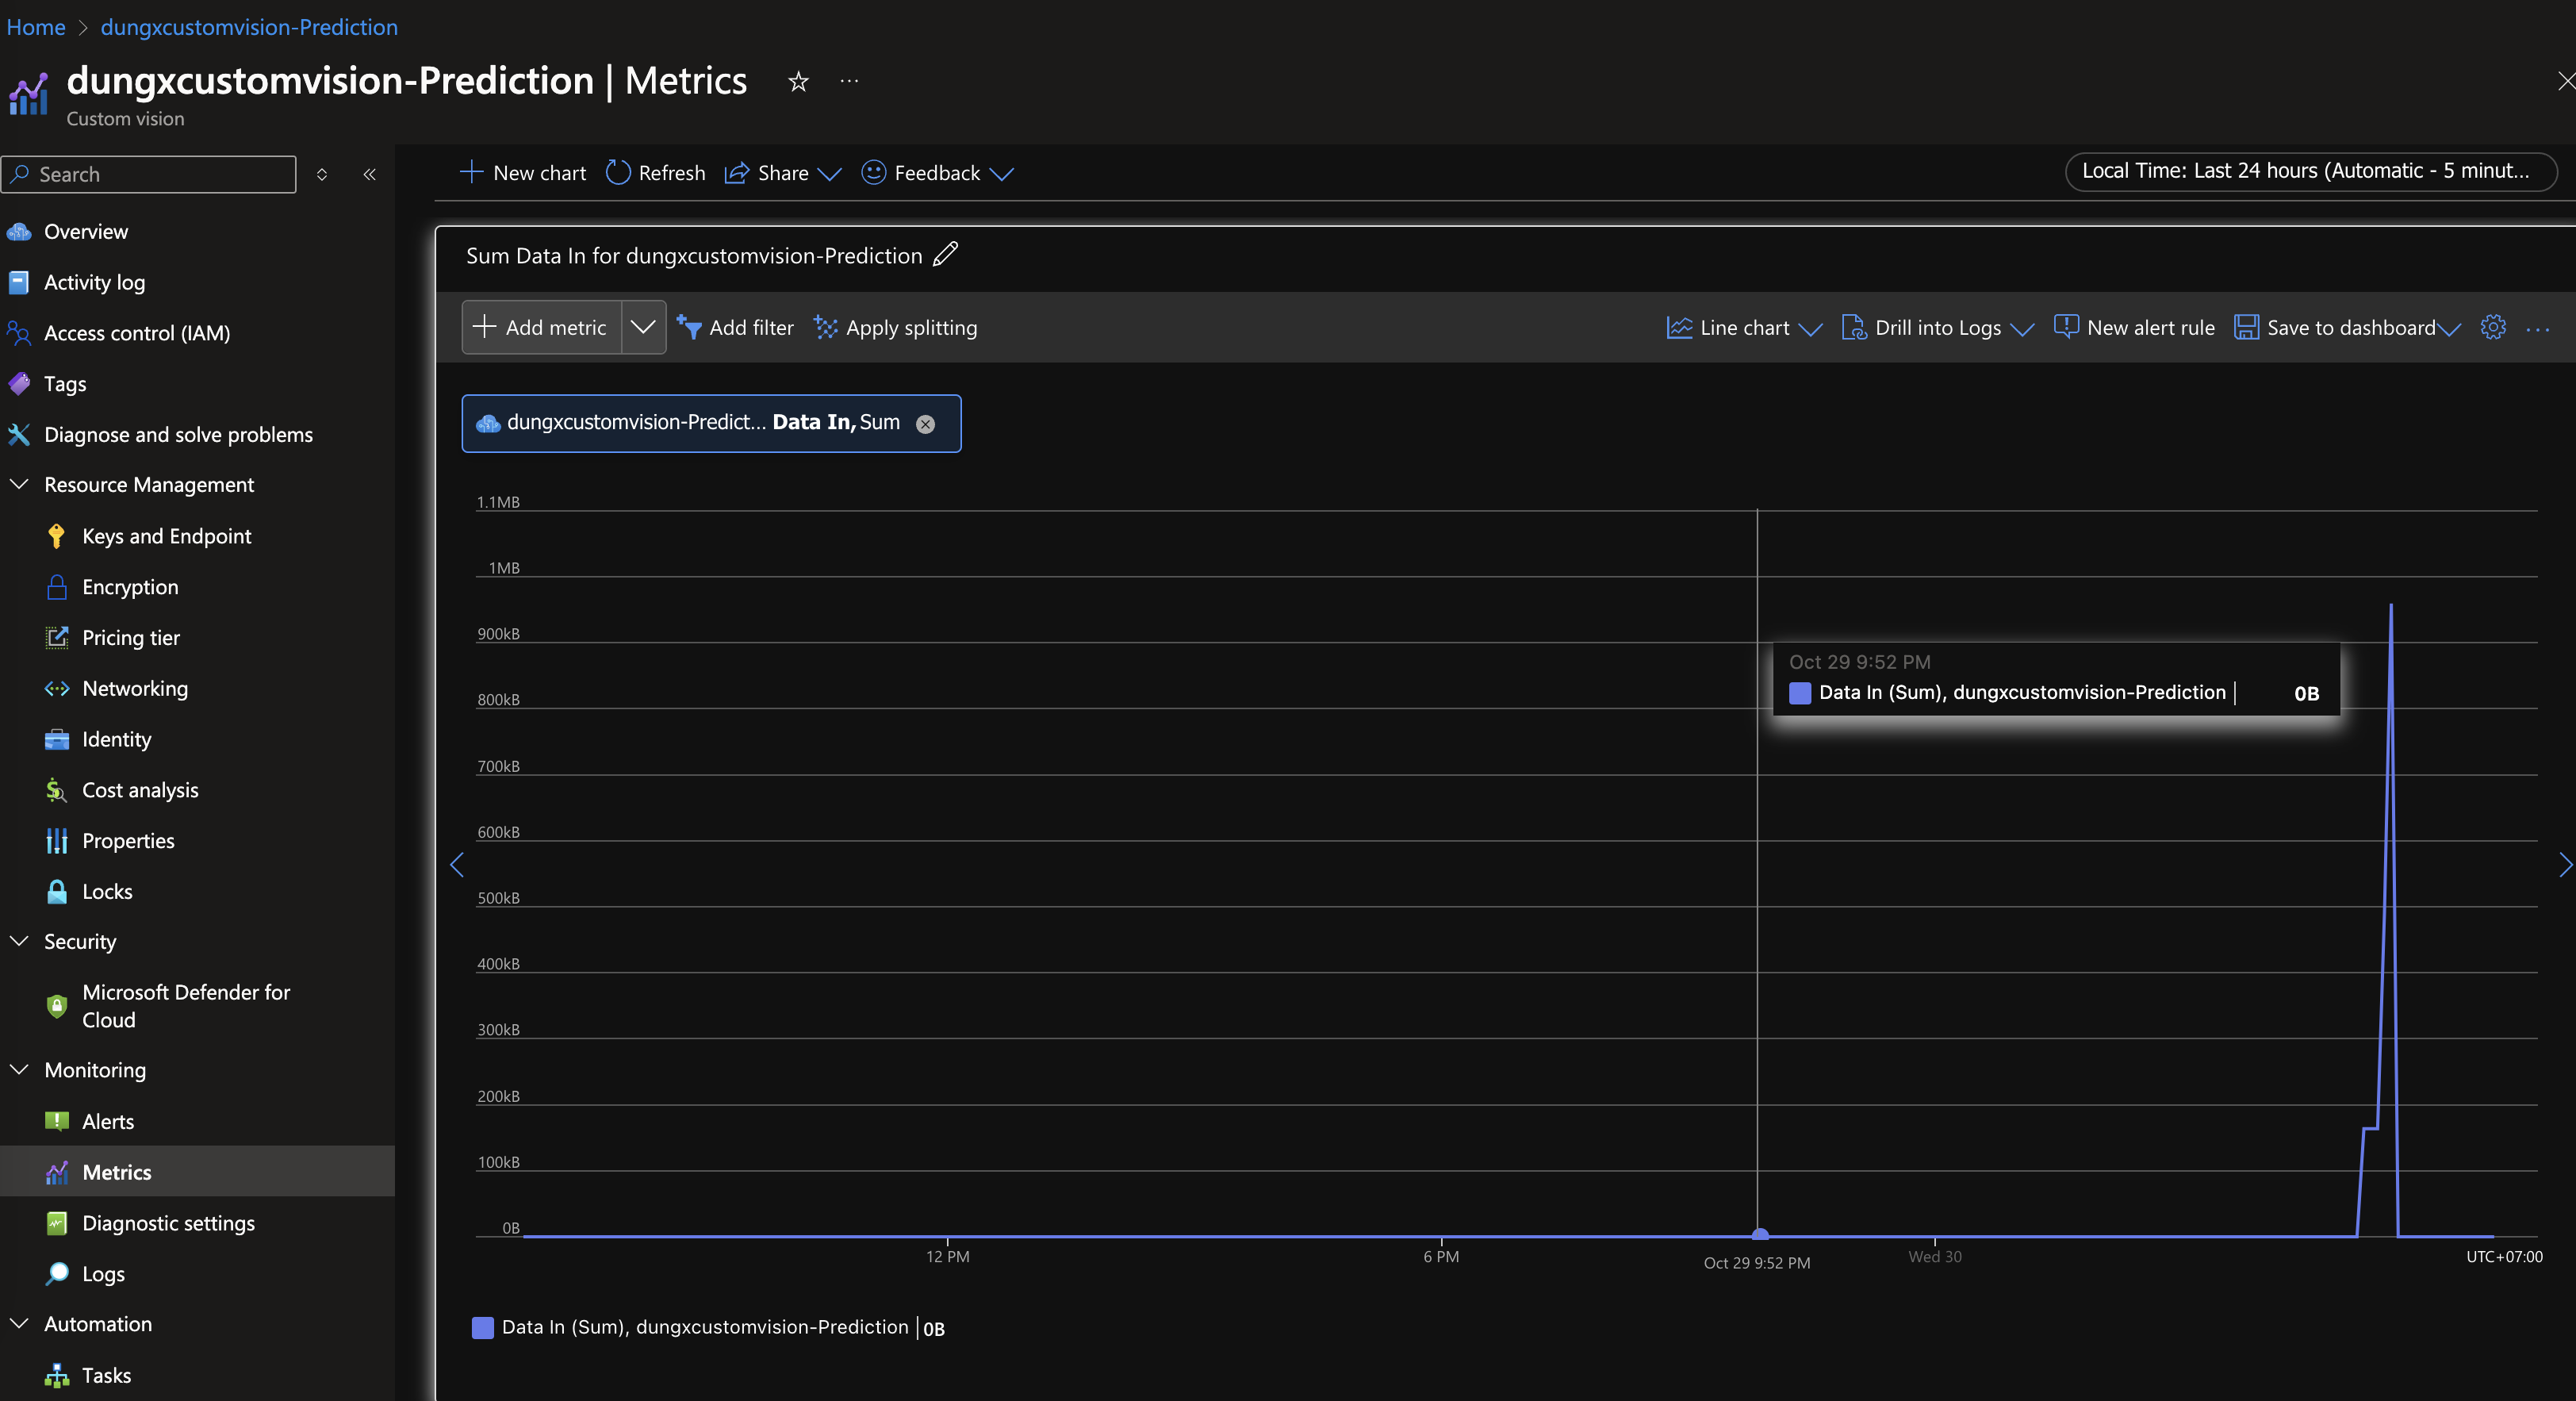 Home > dungxcustomvision-Prediction
dungxcustomvision-Prediction | Metrics ☆ ...
Custom vision
Search
Overview
Activity log
Access control (IAM)
Tags
Diagnose and solve problems
Resource Management
Keys and Endpoint
Encryption
Pricing tier
Networking
Identity
Cost analysis
Properties
Locks
Security
Microsoft Defender for
Cloud
Monitoring
Alerts
Metrics
Diagnostic settings
Logs
Automation
Tasks
New chart Refresh Share Feedback
Local Time: Last 24 hours (Automatic - 5 minut...
Sum Data In for dungxcustomvision-Prediction
Add metric Add filter Apply splitting
Line chart Drill into Logs New alert rule Save to dashboard ...
dungxcustomvision-Predict... Data In, Sum
1.1MB
1MB
900kB
800kB
700kB
600kB
500kB
400kB
300kB
200kB
100kB
0B
Oct 29 9:52 PM
Data In (Sum), dungxcustomvision-Prediction | 0B
12 PM 6 PM Oct 29 9:52 PM Wed 30 UTC+07:00
Data In (Sum), dungxcustomvision-Prediction | 0B